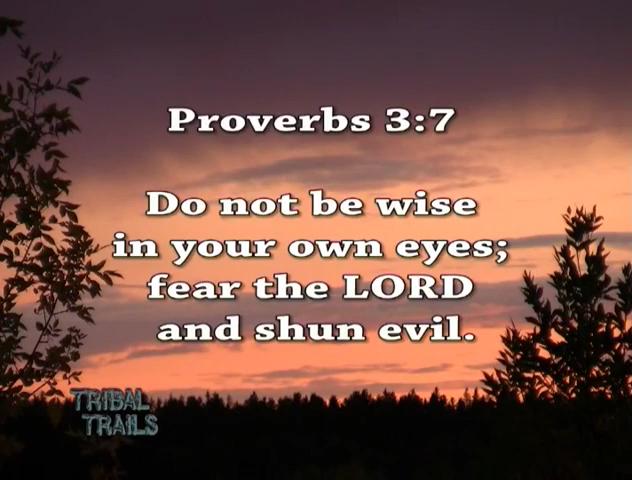 Proverbs 3:7
Do not be wise
in your own eyes;
fear the LORD
and shun evil.
TRIBAL
TRAILS